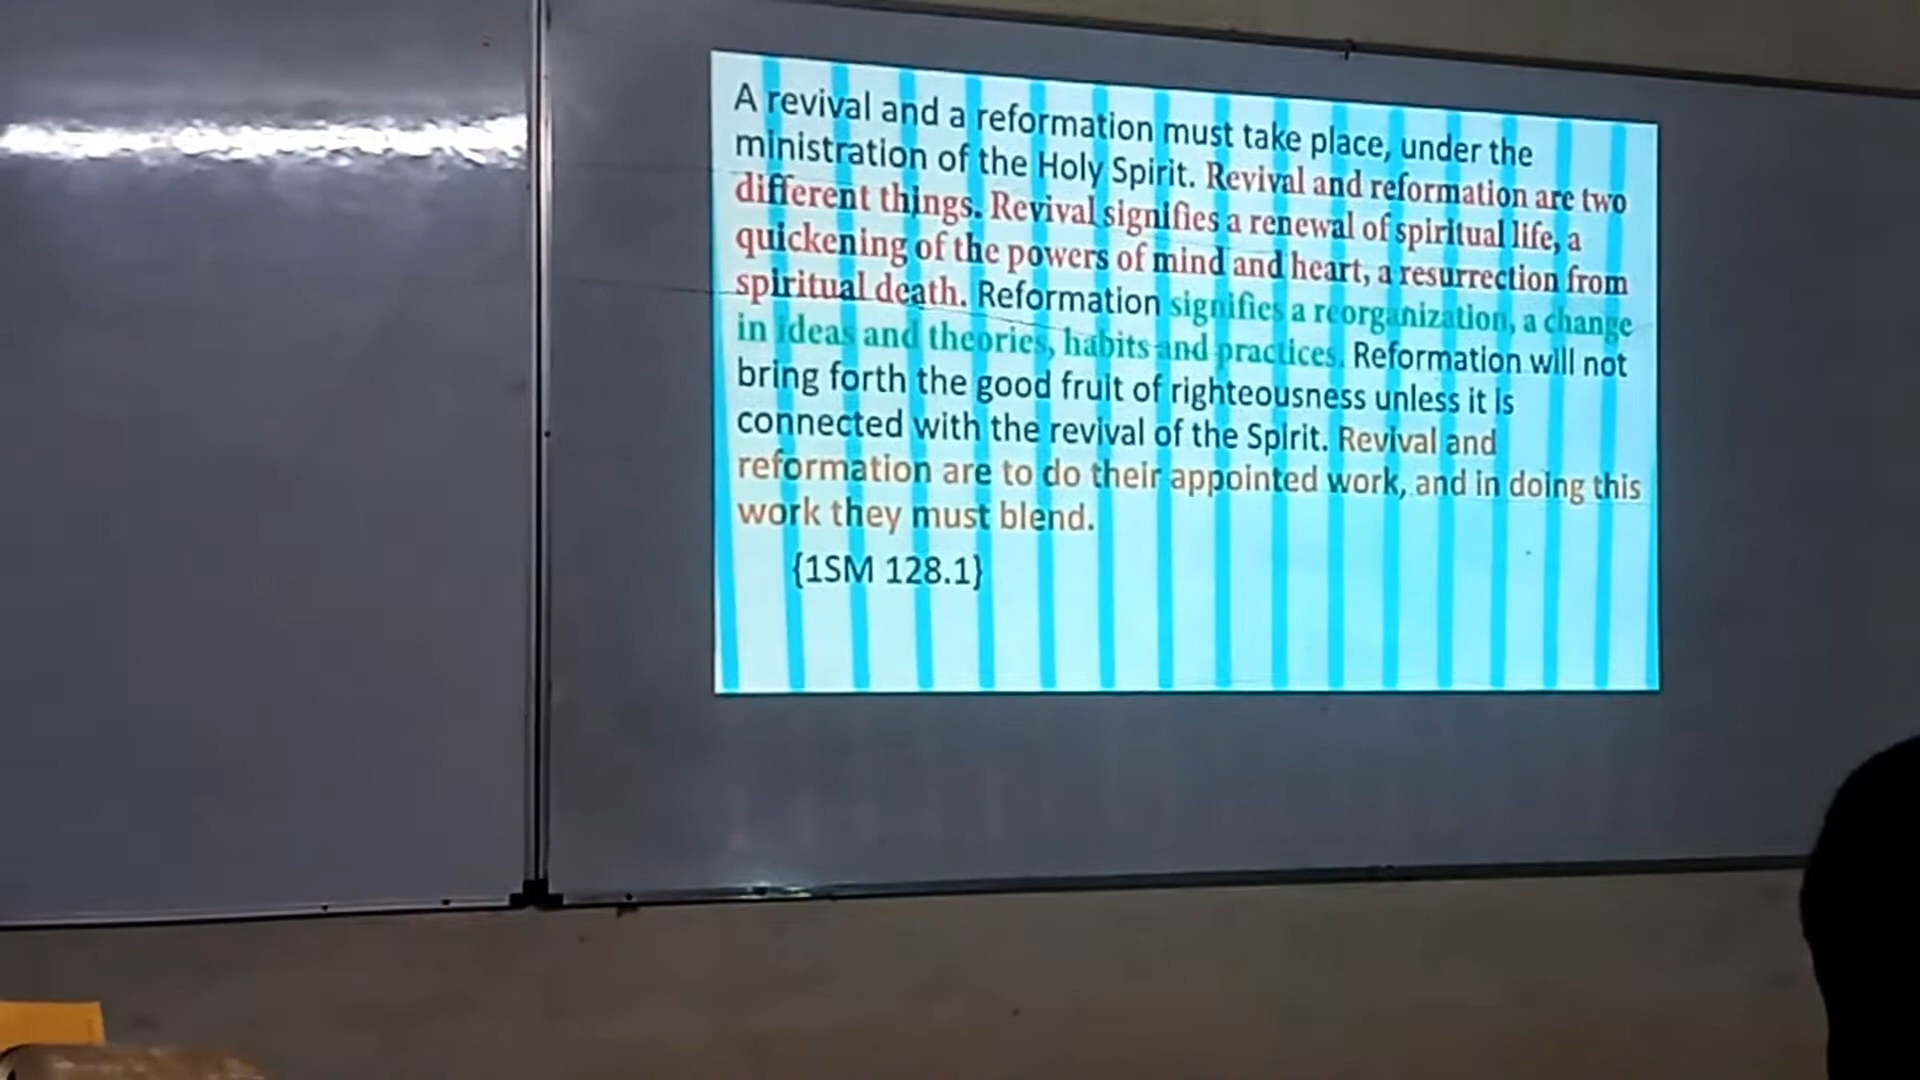 A revival and a reformation must take place, under the
ministration of the Holy Spirit. Revival and reformation are two
different things. Revival signifies a renewal of spiritual life, a
quickening of the powers of mind and heart, a resurrection from
spiritual death. Reformation signifies a reorganization, a change
in ideas and theories, habits and practices. Reformation will not
bring forth the good fruit of righteousness unless it is
connected with the revival of the Spirit. Revival and
reformation are to do their appointed work, and in doing this
work they must blend.
{1SM 128.1}